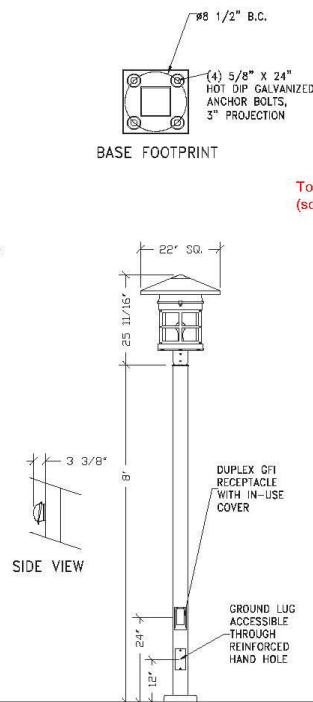 ø8 1/2" B.C.
(4) 5/8" X 24"
HOT DIP GALVANIZED
ANCHOR BOLTS,
3" PROJECTION
BASE FOOTPRINT
To
(sc
22" SQ.
25 11/16"
8'
3 3/8"
SIDE VIEW
DUPLEX GFI
RECEPTACLE
WITH IN-USE
COVER
GROUND LUG
ACCESSIBLE
THROUGH
REINFORCED
HAND HOLE
24"
12"